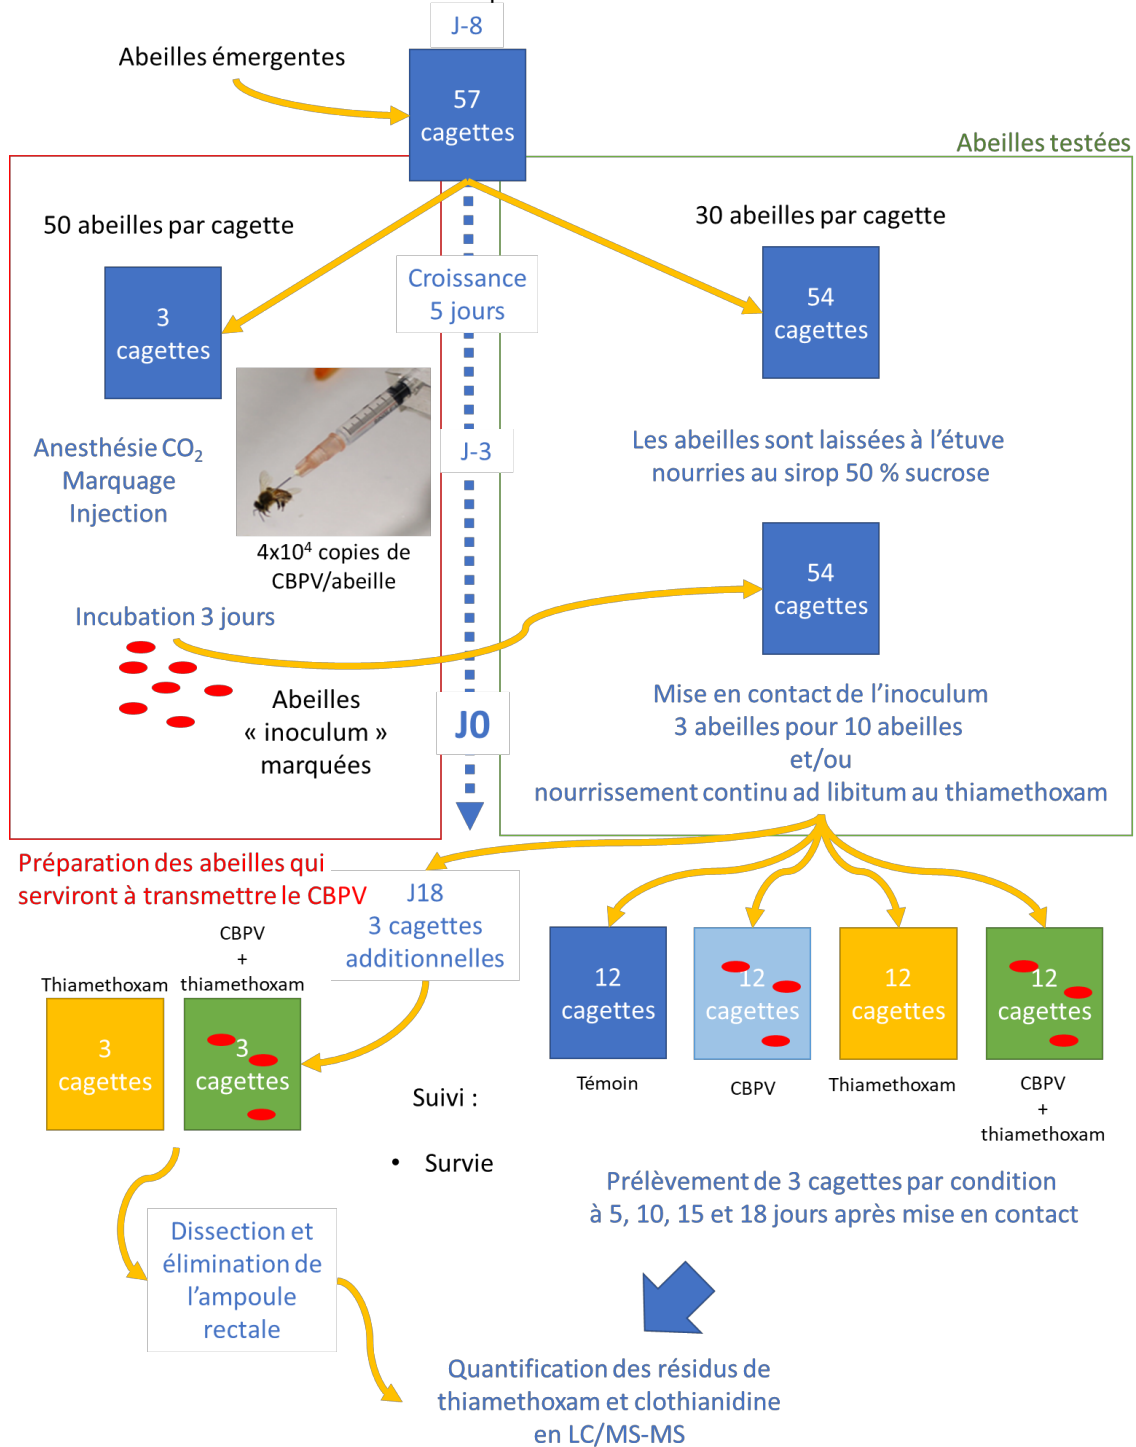 J-8
Abeilles émergentes
57
cagettes
Abeilles testées
50 abeilles par cagette
30 abeilles par cagette
Croissance
5 jours
3
cagettes
54
cagettes
Anesthésie CO₂
Marquage
Injection
J-3
Les abeilles sont laissées à l’étuve
nourries au sirop 50 % sucrose
4x10⁴ copies de
CBPV/abeille
54
cagettes
Incubation 3 jours
Abeilles
« inoculum »
marquées
J0
Mise en contact de l’inoculum
3 abeilles pour 10 abeilles
et/ou
nourrissement continu ad libitum au thiamethoxam
Préparation des abeilles qui
serviront à transmettre le CBPV
J18
3 cagettes
additionnelles
Thiamethoxam
CBPV
+
thiamethoxam
3
cagettes
3
cagettes
12
cagettes
12
cagettes
12
cagettes
12
cagettes
Témoin
CBPV
Thiamethoxam
CBPV
+
thiamethoxam
Suivi :
• Survie
Prélèvement de 3 cagettes par condition
à 5, 10, 15 et 18 jours après mise en contact
Dissection et
élimination de
l’ampoule
rectale
Quantification des résidus de
thiamethoxam et clothianidine
en LC/MS-MS